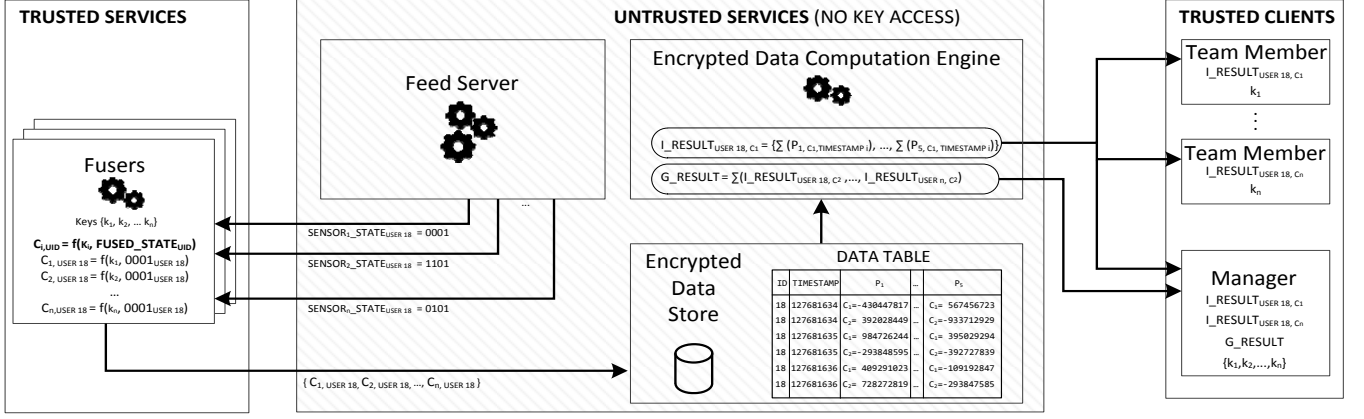 TRUSTED SERVICES
Fusers
Keys {k1, k2, … kn}
Ci,UID = f(Ki, FUSED_STATEUID)
C1, USER 18 = f(k1, 0001USER 18)
C2, USER 18 = f(k2, 0001USER 18)
…
Cn,USER 18 = f(kn, 0001USER 18)
UNTRUSTED SERVICES (NO KEY ACCESS)
Feed Server
...
SENSOR1_STATEUSER 18 = 0001
SENSOR2_STATEUSER 18 = 1101
SENSORn_STATEUSER 18 = 0101
{ C1, USER 18, C2, USER 18, …, Cn, USER 18 }
Encrypted Data Computation Engine
I_RESULTUSER 18, C1 = {∑ (P1, C1,TIMESTAMP i), …, ∑ (P5, C1, TIMESTAMP i)}
G_RESULT = ∑(I_RESULTUSER 18, C2 ,…, I_RESULTUSER n, C2)
Encrypted
Data
Store
DATA TABLE
ID TIMESTAMP P1 … P5
18 127681634 C1=-430447817 … C1= 567456723
18 127681634 C2= 392028449 … C2=-933712929
18 127681635 C1= 984726244 … C1= 395029294
18 127681635 C2=-293848595 … C2=-392727839
18 127681636 C1= 409291023 … C1=-109192847
18 127681636 C2= 728272819 … C2=-293847585
TRUSTED CLIENTS
Team Member
I_RESULTUSER 18, C1
k1
⋮
Team Member
I_RESULTUSER 18, Cn
kn
Manager
I_RESULTUSER 18, C1
I_RESULTUSER 18, Cn
G_RESULT
{k1,k2,...,kn}